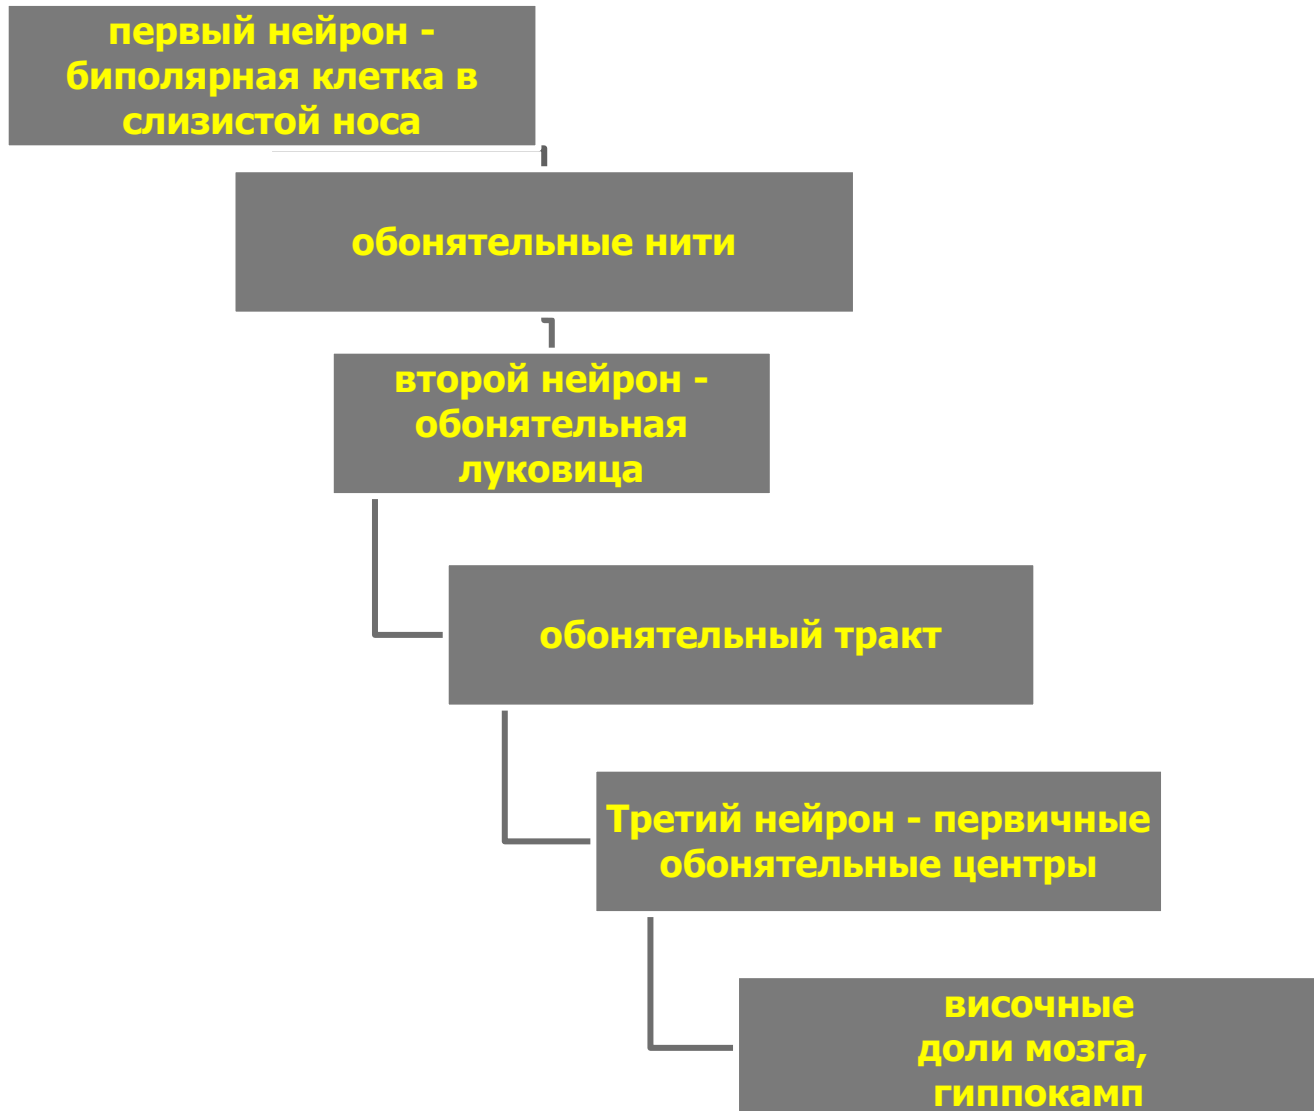 первый нейрон -
биполярная клетка в
слизистой носа
обонятельные нити
второй нейрон -
обонятельная
луковица
обонятельный тракт
Третий нейрон - первичные
обонятельные центры
височные
доли мозга,
гиппокамп